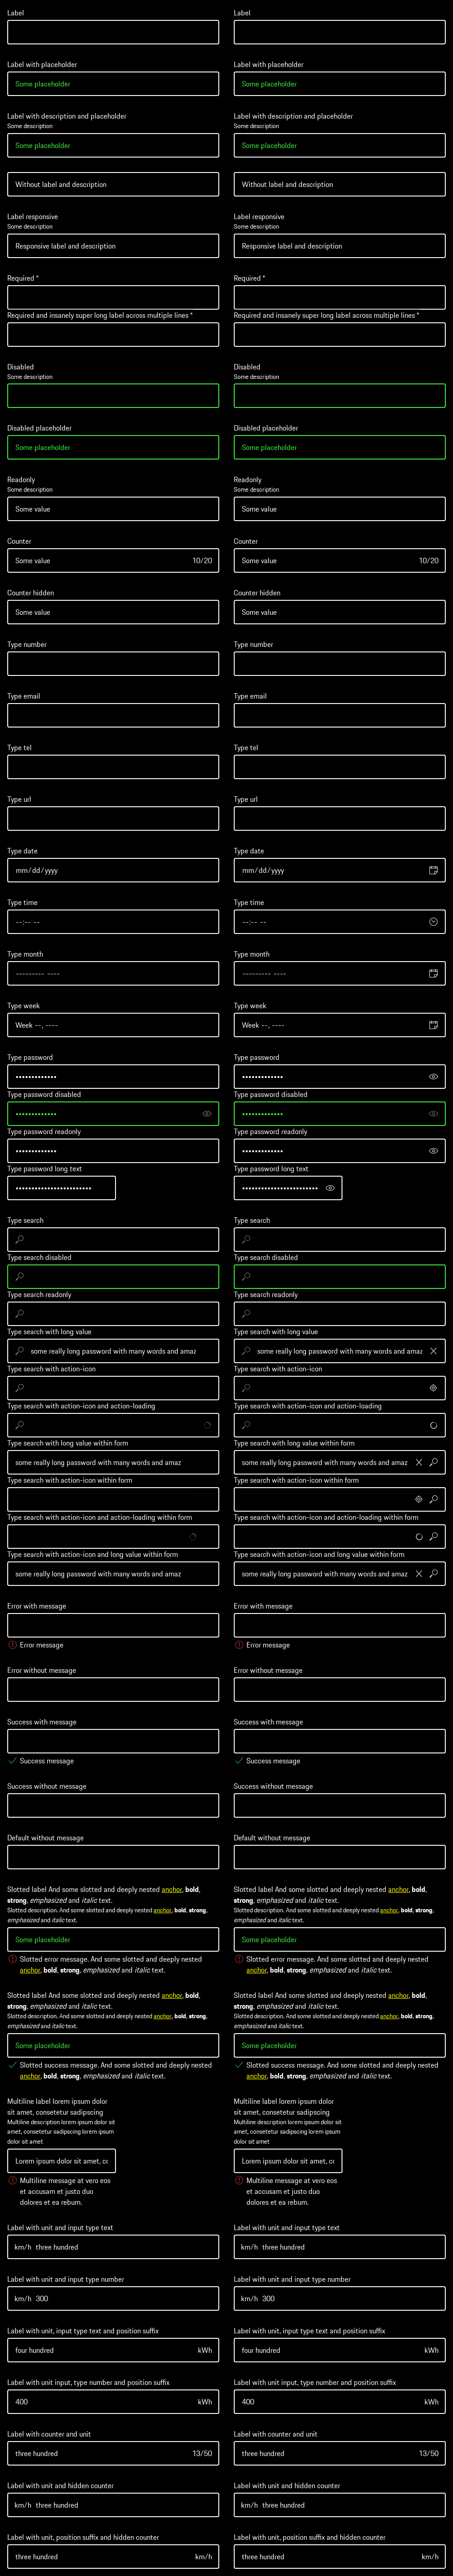 Label
Label with placeholder
Some placeholder
Label with description and placeholder
Some description
Some placeholder
Without label and description
Label responsive
Some description
Responsive label and description
Required *
Required and insanely super long label across multiple lines *
Disabled
Some description
Disabled placeholder
Some placeholder
Readonly
Some description
Some value
Counter
Some value 10/20
Counter hidden
Some value
Type number
Type email
Type tel
Type url
Type date
mm/dd/yyyy
Type time
--:-- --
Type month
--------- ----
Type week
Week --, ----
Type password
•••••••••••••
Type password disabled
•••••••••••••
Type password readonly
•••••••••••••
Type password long text
••••••••••••••••••••••••
Type search
Type search disabled
Type search readonly
Type search with long value
some really long password with many words and amaz
Type search with action-icon
Type search with action-icon and action-loading
Type search with long value within form
some really long password with many words and amaz
Type search with action-icon within form
Type search with action-icon and action-loading within form
Type search with action-icon and long value within form
some really long password with many words and amaz
Error with message
Error message
Error without message
Success with message
Success message
Success without message
Default without message
Slotted label And some slotted and deeply nested anchor, bold,
strong, emphasized and italic text.
Slotted description. And some slotted and deeply nested anchor, bold, strong,
emphasized and italic text.
Some placeholder
Slotted error message. And some slotted and deeply nested
anchor, bold, strong, emphasized and italic text.
Slotted label And some slotted and deeply nested anchor, bold,
strong, emphasized and italic text.
Slotted description. And some slotted and deeply nested anchor, bold, strong,
emphasized and italic text.
Some placeholder
Slotted success message. And some slotted and deeply nested
anchor, bold, strong, emphasized and italic text.
Multiline label lorem ipsum dolor
sit amet, consetetur sadipscing
Multiline description lorem ipsum dolor sit
amet, consetetur sadipscing lorem ipsum
dolor sit amet
Lorem ipsum dolor sit amet, cc
Multiline message at vero eos
et accusam et justo duo
dolores et ea rebum.
Label with unit and input type text
km/h three hundred
Label with unit and input type number
km/h 300
Label with unit, input type text and position suffix
four hundred kWh
Label with unit input, type number and position suffix
400 kWh
Label with counter and unit
three hundred 13/50
Label with unit and hidden counter
km/h three hundred
Label with unit, position suffix and hidden counter
three hundred km/h
Label
Label with placeholder
Some placeholder
Label with description and placeholder
Some description
Some placeholder
Without label and description
Label responsive
Some description
Responsive label and description
Required *
Required and insanely super long label across multiple lines *
Disabled
Some description
Disabled placeholder
Some placeholder
Readonly
Some description
Some value
Counter
Some value 10/20
Counter hidden
Some value
Type number
Type email
Type tel
Type url
Type date
mm/dd/yyyy
Type time
--:-- --
Type month
--------- ----
Type week
Week --, ----
Type password
•••••••••••••
Type password disabled
•••••••••••••
Type password readonly
•••••••••••••
Type password long text
••••••••••••••••••••••••
Type search
Type search disabled
Type search readonly
Type search with long value
some really long password with many words and amaz
Type search with action-icon
Type search with action-icon and action-loading
Type search with long value within form
some really long password with many words and amaz
Type search with action-icon within form
Type search with action-icon and action-loading within form
Type search with action-icon and long value within form
some really long password with many words and amaz
Error with message
Error message
Error without message
Success with message
Success message
Success without message
Default without message
Slotted label And some slotted and deeply nested anchor, bold,
strong, emphasized and italic text.
Slotted description. And some slotted and deeply nested anchor, bold, strong,
emphasized and italic text.
Some placeholder
Slotted error message. And some slotted and deeply nested
anchor, bold, strong, emphasized and italic text.
Slotted label And some slotted and deeply nested anchor, bold,
strong, emphasized and italic text.
Slotted description. And some slotted and deeply nested anchor, bold, strong,
emphasized and italic text.
Some placeholder
Slotted success message. And some slotted and deeply nested
anchor, bold, strong, emphasized and italic text.
Multiline label lorem ipsum dolor
sit amet, consetetur sadipscing
Multiline description lorem ipsum dolor sit
amet, consetetur sadipscing lorem ipsum
dolor sit amet
Lorem ipsum dolor sit amet, cc
Multiline message at vero eos
et accusam et justo duo
dolores et ea rebum.
Label with unit and input type text
km/h three hundred
Label with unit and input type number
km/h 300
Label with unit, input type text and position suffix
four hundred kWh
Label with unit input, type number and position suffix
400 kWh
Label with counter and unit
three hundred 13/50
Label with unit and hidden counter
km/h three hundred
Label with unit, position suffix and hidden counter
three hundred km/h